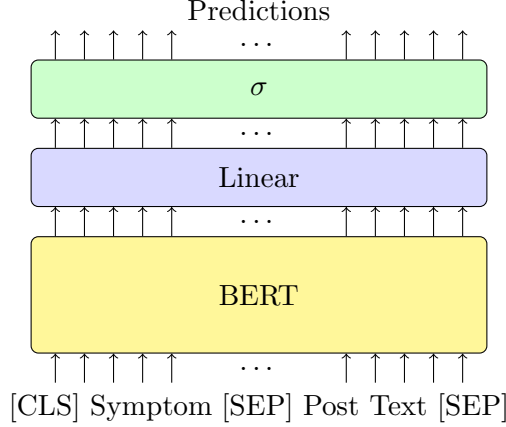 Predictions
...
σ
...
Linear
...
BERT
...
[CLS] Symptom [SEP] Post Text [SEP]